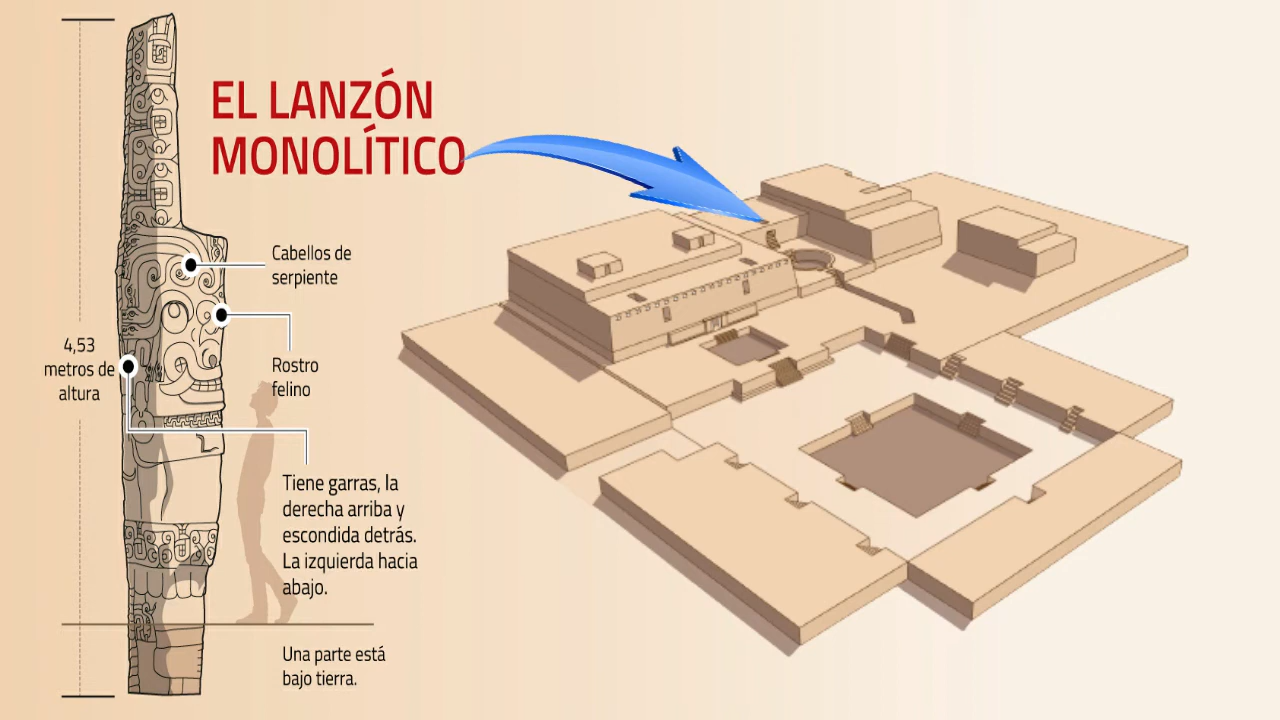 EL LANZÓN
MONOLÍTICO
Cabellos de
serpiente
Rostro
felino
4,53
metros de
altura
Tiene garras, la
derecha arriba y
escondida detrás.
La izquierda hacia
abajo.
Una parte está
bajo tierra.